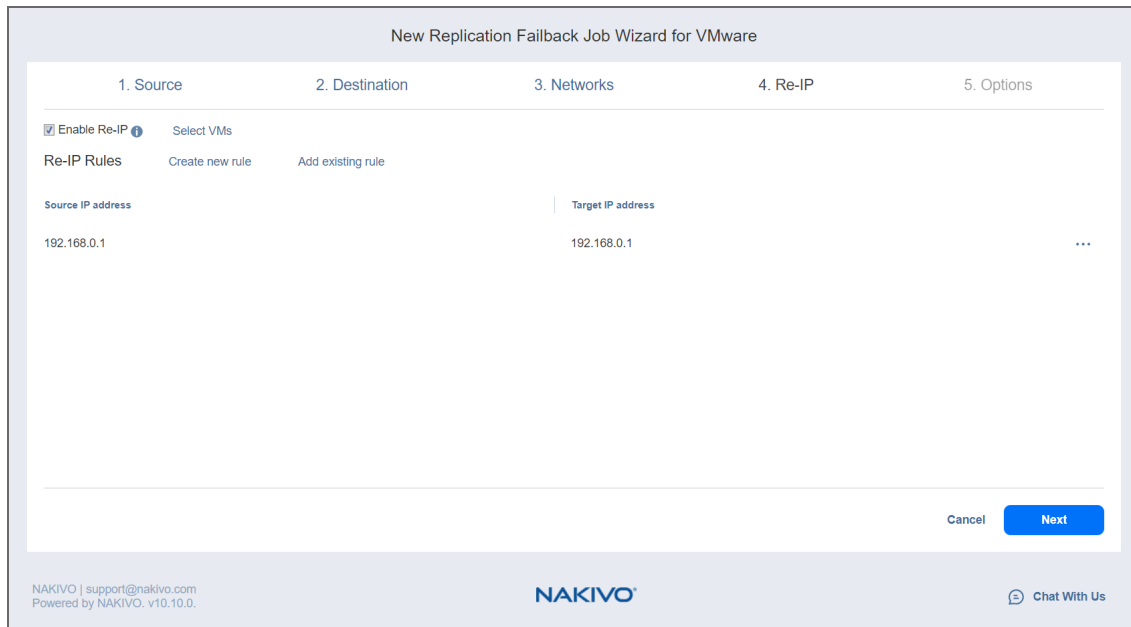 New Replication Failback Job Wizard for VMware
1. Source 2. Destination 3. Networks 4. Re-IP 5. Options
Enable Re-IP i Select VMs
Re-IP Rules Create new rule Add existing rule
Source IP address Target IP address
192.168.0.1 192.168.0.1 ...
Cancel Next
NAKIVO | support@nakivo.com
Powered by NAKIVO. v10.10.0.
NAKIVO®
Chat With Us